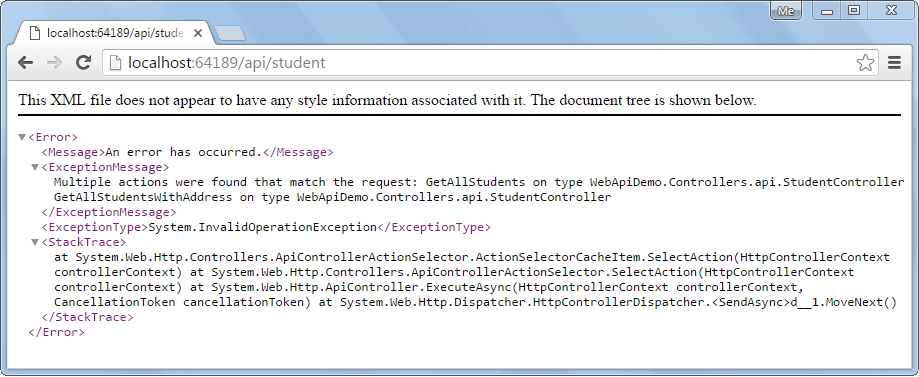 Me
localhost:64189/api/stude
localhost:64189/api/student
This XML file does not appear to have any style information associated with it. The document tree is shown below.
<Error>
<Message>An error has occurred.</Message>
<ExceptionMessage>
Multiple actions were found that match the request: GetAllStudents on type WebApiDemo.Controllers.api.StudentController
GetAllStudentsWithAddress on type WebApiDemo.Controllers.api.StudentController
</ExceptionMessage>
<ExceptionType>System.InvalidOperationException</ExceptionType>
<StackTrace>
at System.Web.Http.Controllers.ApiControllerActionSelector.ActionSelectorCacheItem.SelectAction(HttpControllerContext
controllerContext) at System.Web.Http.Controllers.ApiControllerActionSelector.SelectAction(HttpControllerContext
controllerContext) at System.Web.Http.ApiController.ExecuteAsync(HttpControllerContext controllerContext,
CancellationToken cancellationToken) at System.Web.Http.Dispatcher.HttpControllerDispatcher.<SendAsync>d__1.MoveNext()
</StackTrace>
</Error>